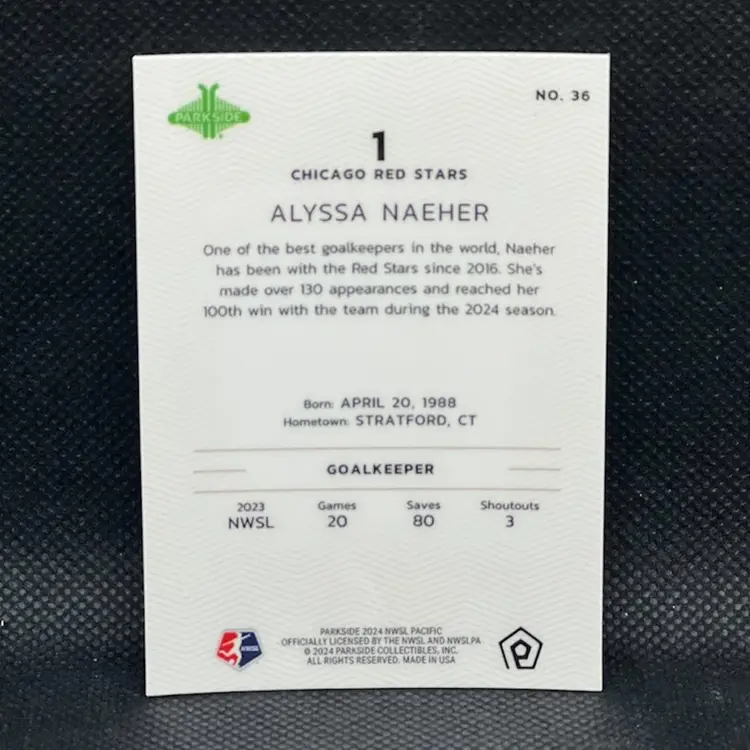 PARKSIDE
NO. 36
1
CHICAGO RED STARS
ALYSSA NAEHER
One of the best goalkeepers in the world, Naeher
has been with the Red Stars since 2016. She's
made over 130 appearances and reached her
100th win with the team during the 2024 season.
Born: APRIL 20, 1988
Hometown: STRATFORD, CT
GOALKEEPER
2023 Games Saves Shoutouts
NWSL 20 80 3
NWSL
PARKSIDE 2024 NWSL PACIFIC
OFFICIALLY LICENSED BY THE NWSL AND NWSLPA
© 2024 PARKSIDE COLLECTIBLES, INC.
ALL RIGHTS RESERVED. MADE IN USA